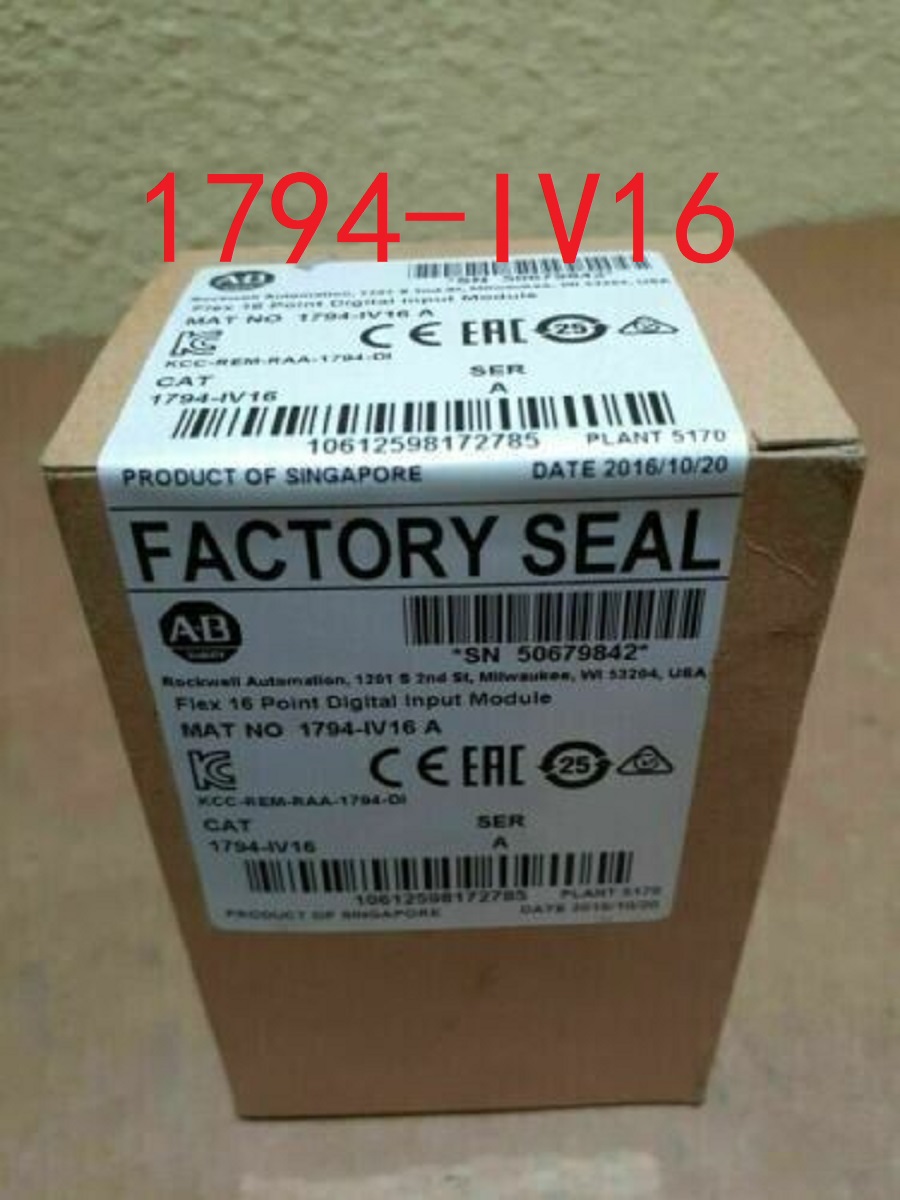 1794-IV16
AB
*SN 50679842*
Rockwell Automation, 1201 S 2nd St, Milwaukee, WI 53204, USA
Flex 16 Point Digital Input Module
MAT NO 1794-IV16 A
CE EAC 25
KCC-REM-RAA-1794-DI
CAT SER
1794-IV16 A
10612598172785 PLANT 5170
PRODUCT OF SINGAPORE DATE 2016/10/20
FACTORY SEAL
A-B
*SN 50679842*
Rockwell Automation, 1201 S 2nd St, Milwaukee, WI 53204, USA
Flex 16 Point Digital Input Module
MAT NO 1794-IV16 A
CE EAC 25
KCC-REM-RAA-1794-DI
CAT SER
1794-IV16 A
10612598172785 PLANT 5170
PRODUCT OF SINGAPORE DATE 2016/10/20